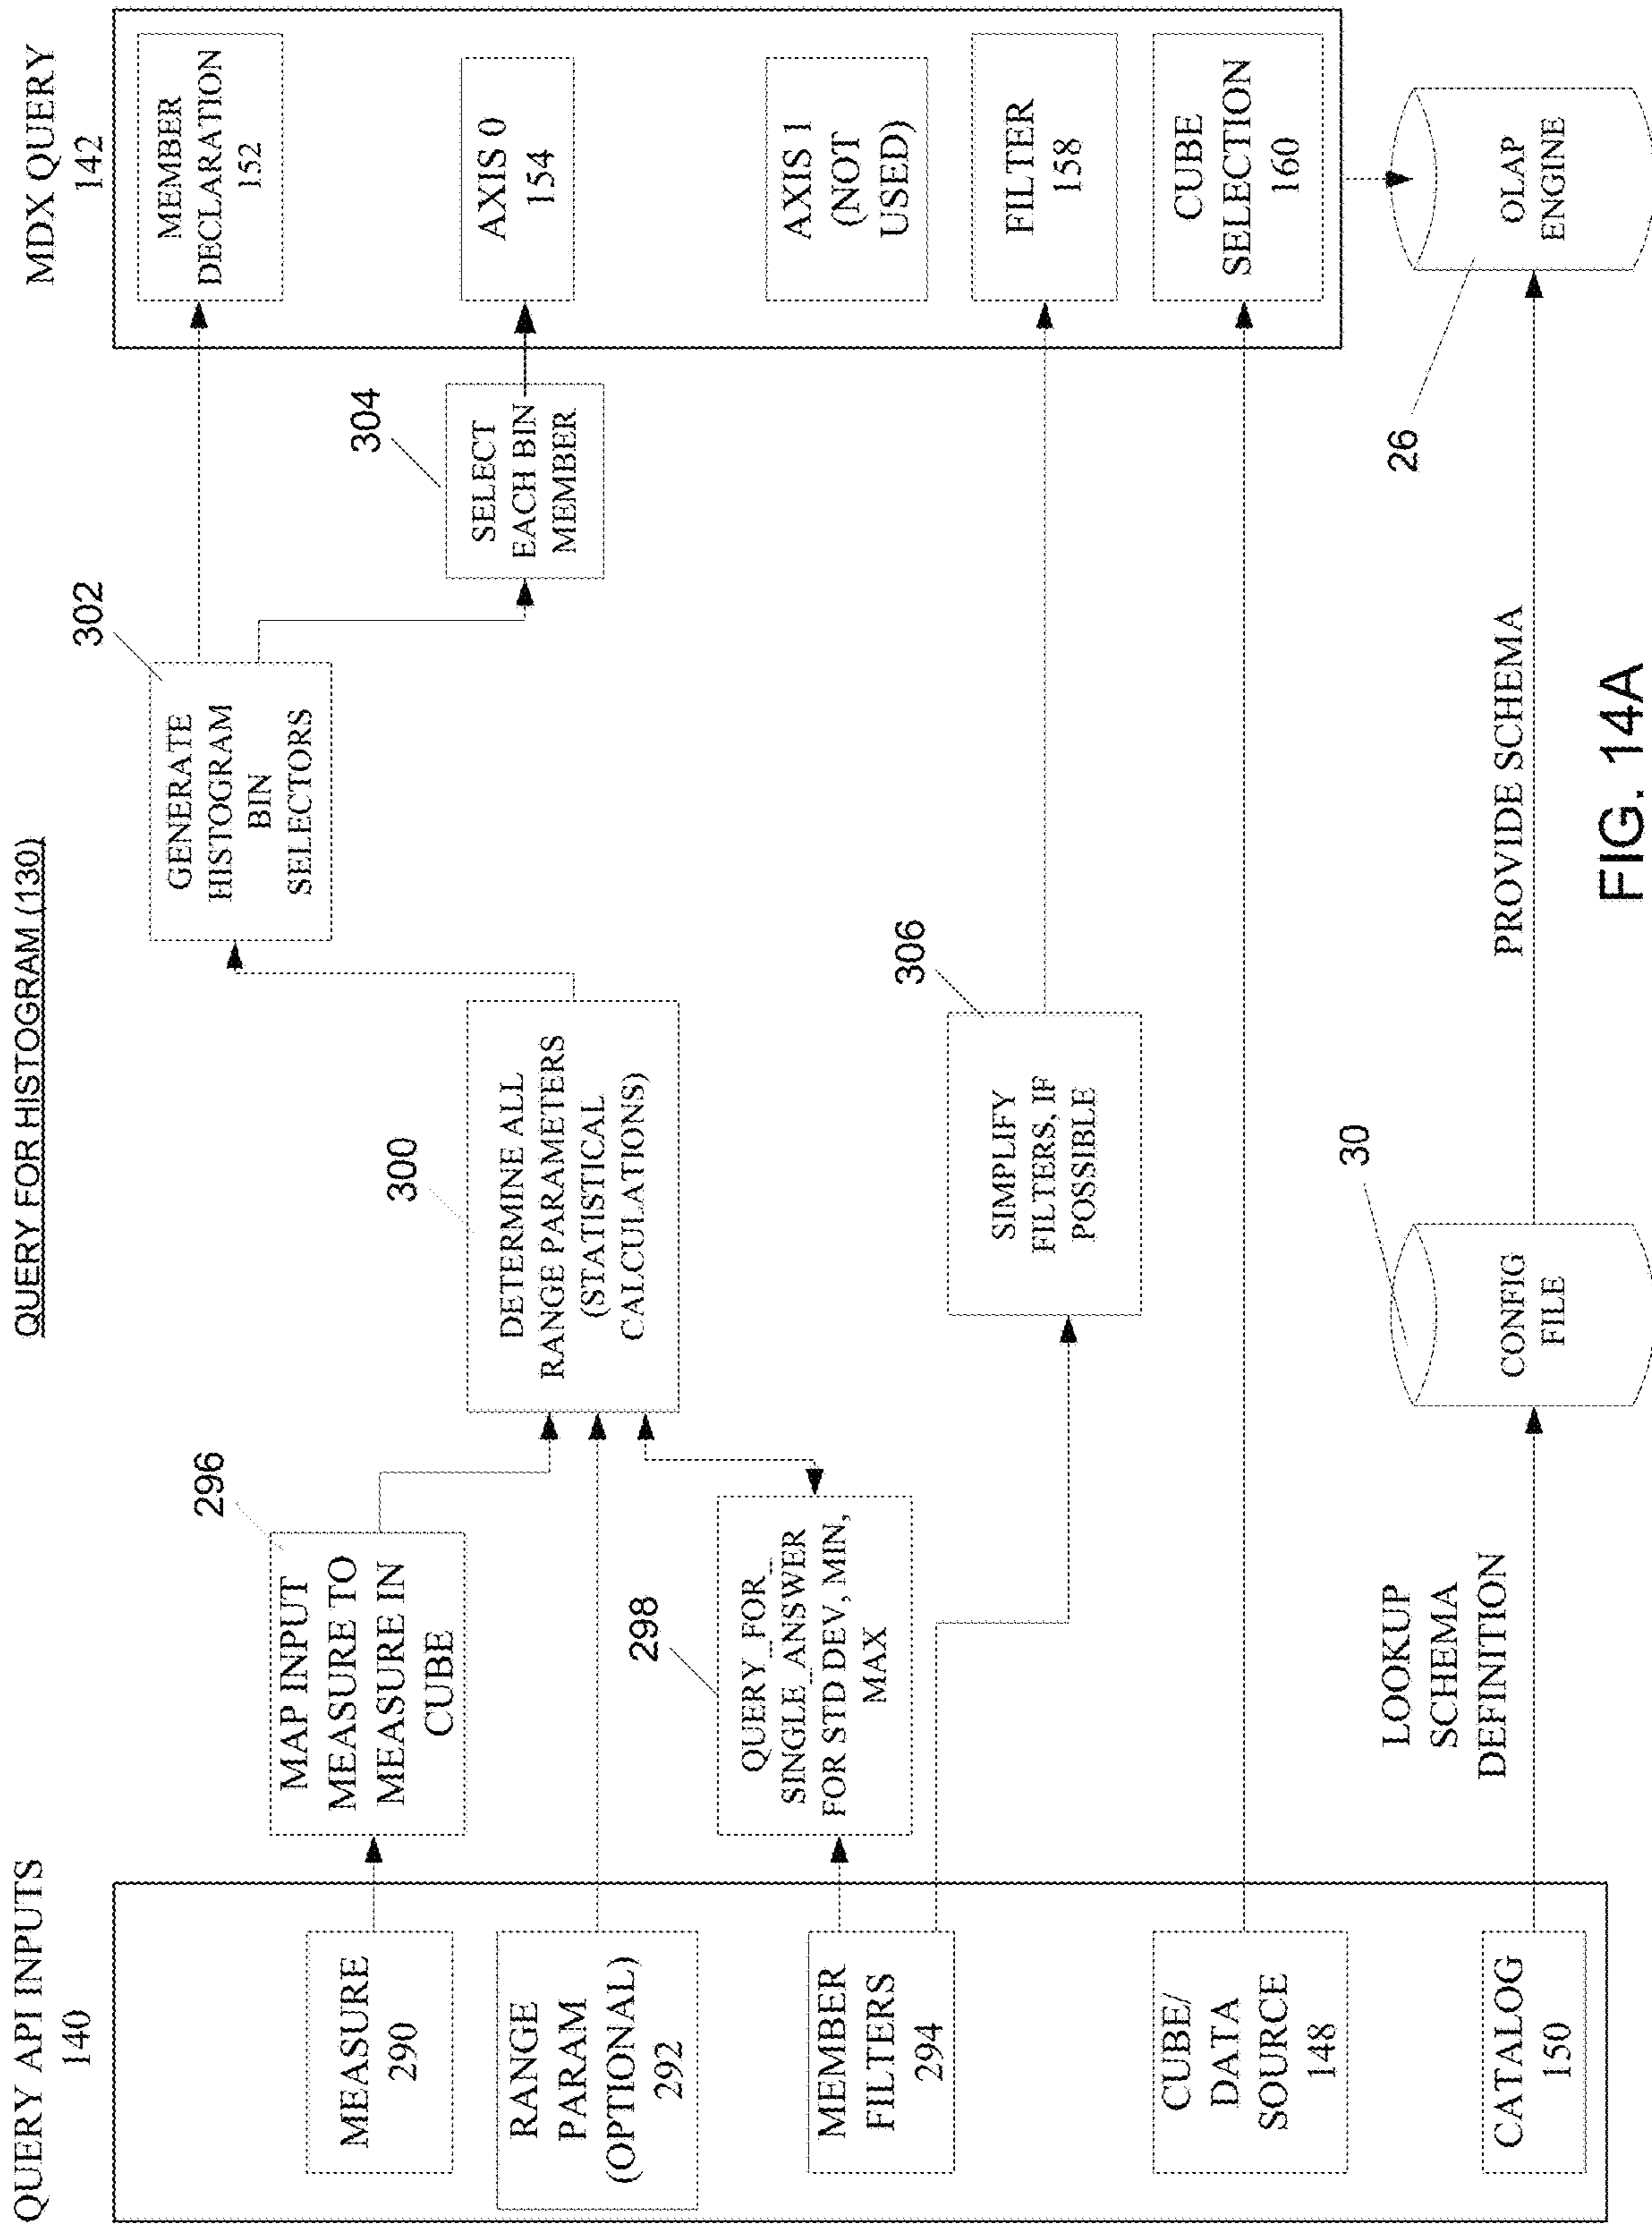 QUERY FOR HISTOGRAM (130)
QUERY API INPUTS
140
MEASURE
290
RANGE
PARAM
(OPTIONAL)
292
MEMBER
FILTERS
294
CUBE/
DATA
SOURCE
148
CATALOG
150
296
MAP INPUT
MEASURE TO
MEASURE IN
CUBE
298
QUERY_FOR_
SINGLE_ANSWER
FOR STD DEV, MIN,
MAX
LOOKUP
SCHEMA
DEFINITION
300
DETERMINE ALL
RANGE PARAMETERS
(STATISTICAL
CALCULATIONS)
306
SIMPLIFY
FILTERS, IF
POSSIBLE
30
CONFIG
FILE
302
GENERATE
HISTOGRAM
BIN
SELECTORS
304
SELECT
EACH BIN
MEMBER
PROVIDE SCHEMA
MDX QUERY
142
MEMBER
DECLARATION
152
AXIS 0
154
AXIS 1
(NOT
USED)
FILTER
158
CUBE
SELECTION
160
26
OLAP
ENGINE
FIG. 14A